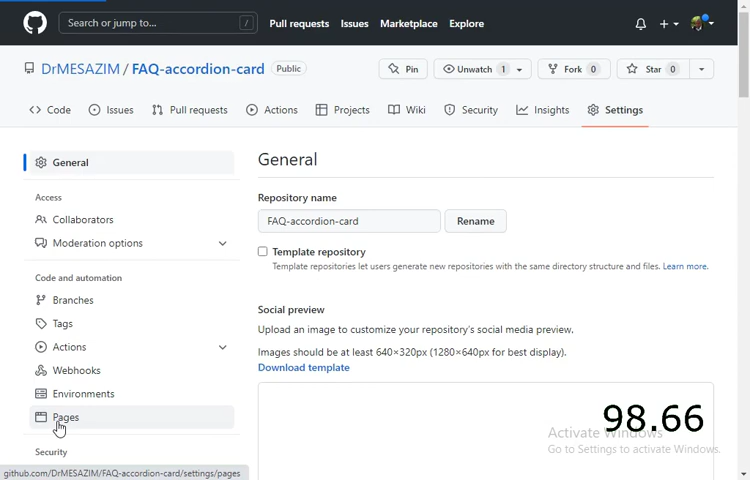 Search or jump to... / Pull requests Issues Marketplace Explore
DrMESAZIM / FAQ-accordion-card Public Pin Unwatch 1 Fork 0 Star 0
Code Issues Pull requests Actions Projects Wiki Security Insights Settings
General
Access
Collaborators
Moderation options
Code and automation
Branches
Tags
Actions
Webhooks
Environments
Pages
Security
General
Repository name
FAQ-accordion-card Rename
Template repository
Template repositories let users generate new repositories with the same directory structure and files. Learn more.
Social preview
Upload an image to customize your repository's social media preview.
Images should be at least 640×320px (1280×640px for best display).
Download template
98.66
Activate Windows
Go to Settings to activate Windows.
github.com/DrMESAZIM/FAQ-accordion-card/settings/pages